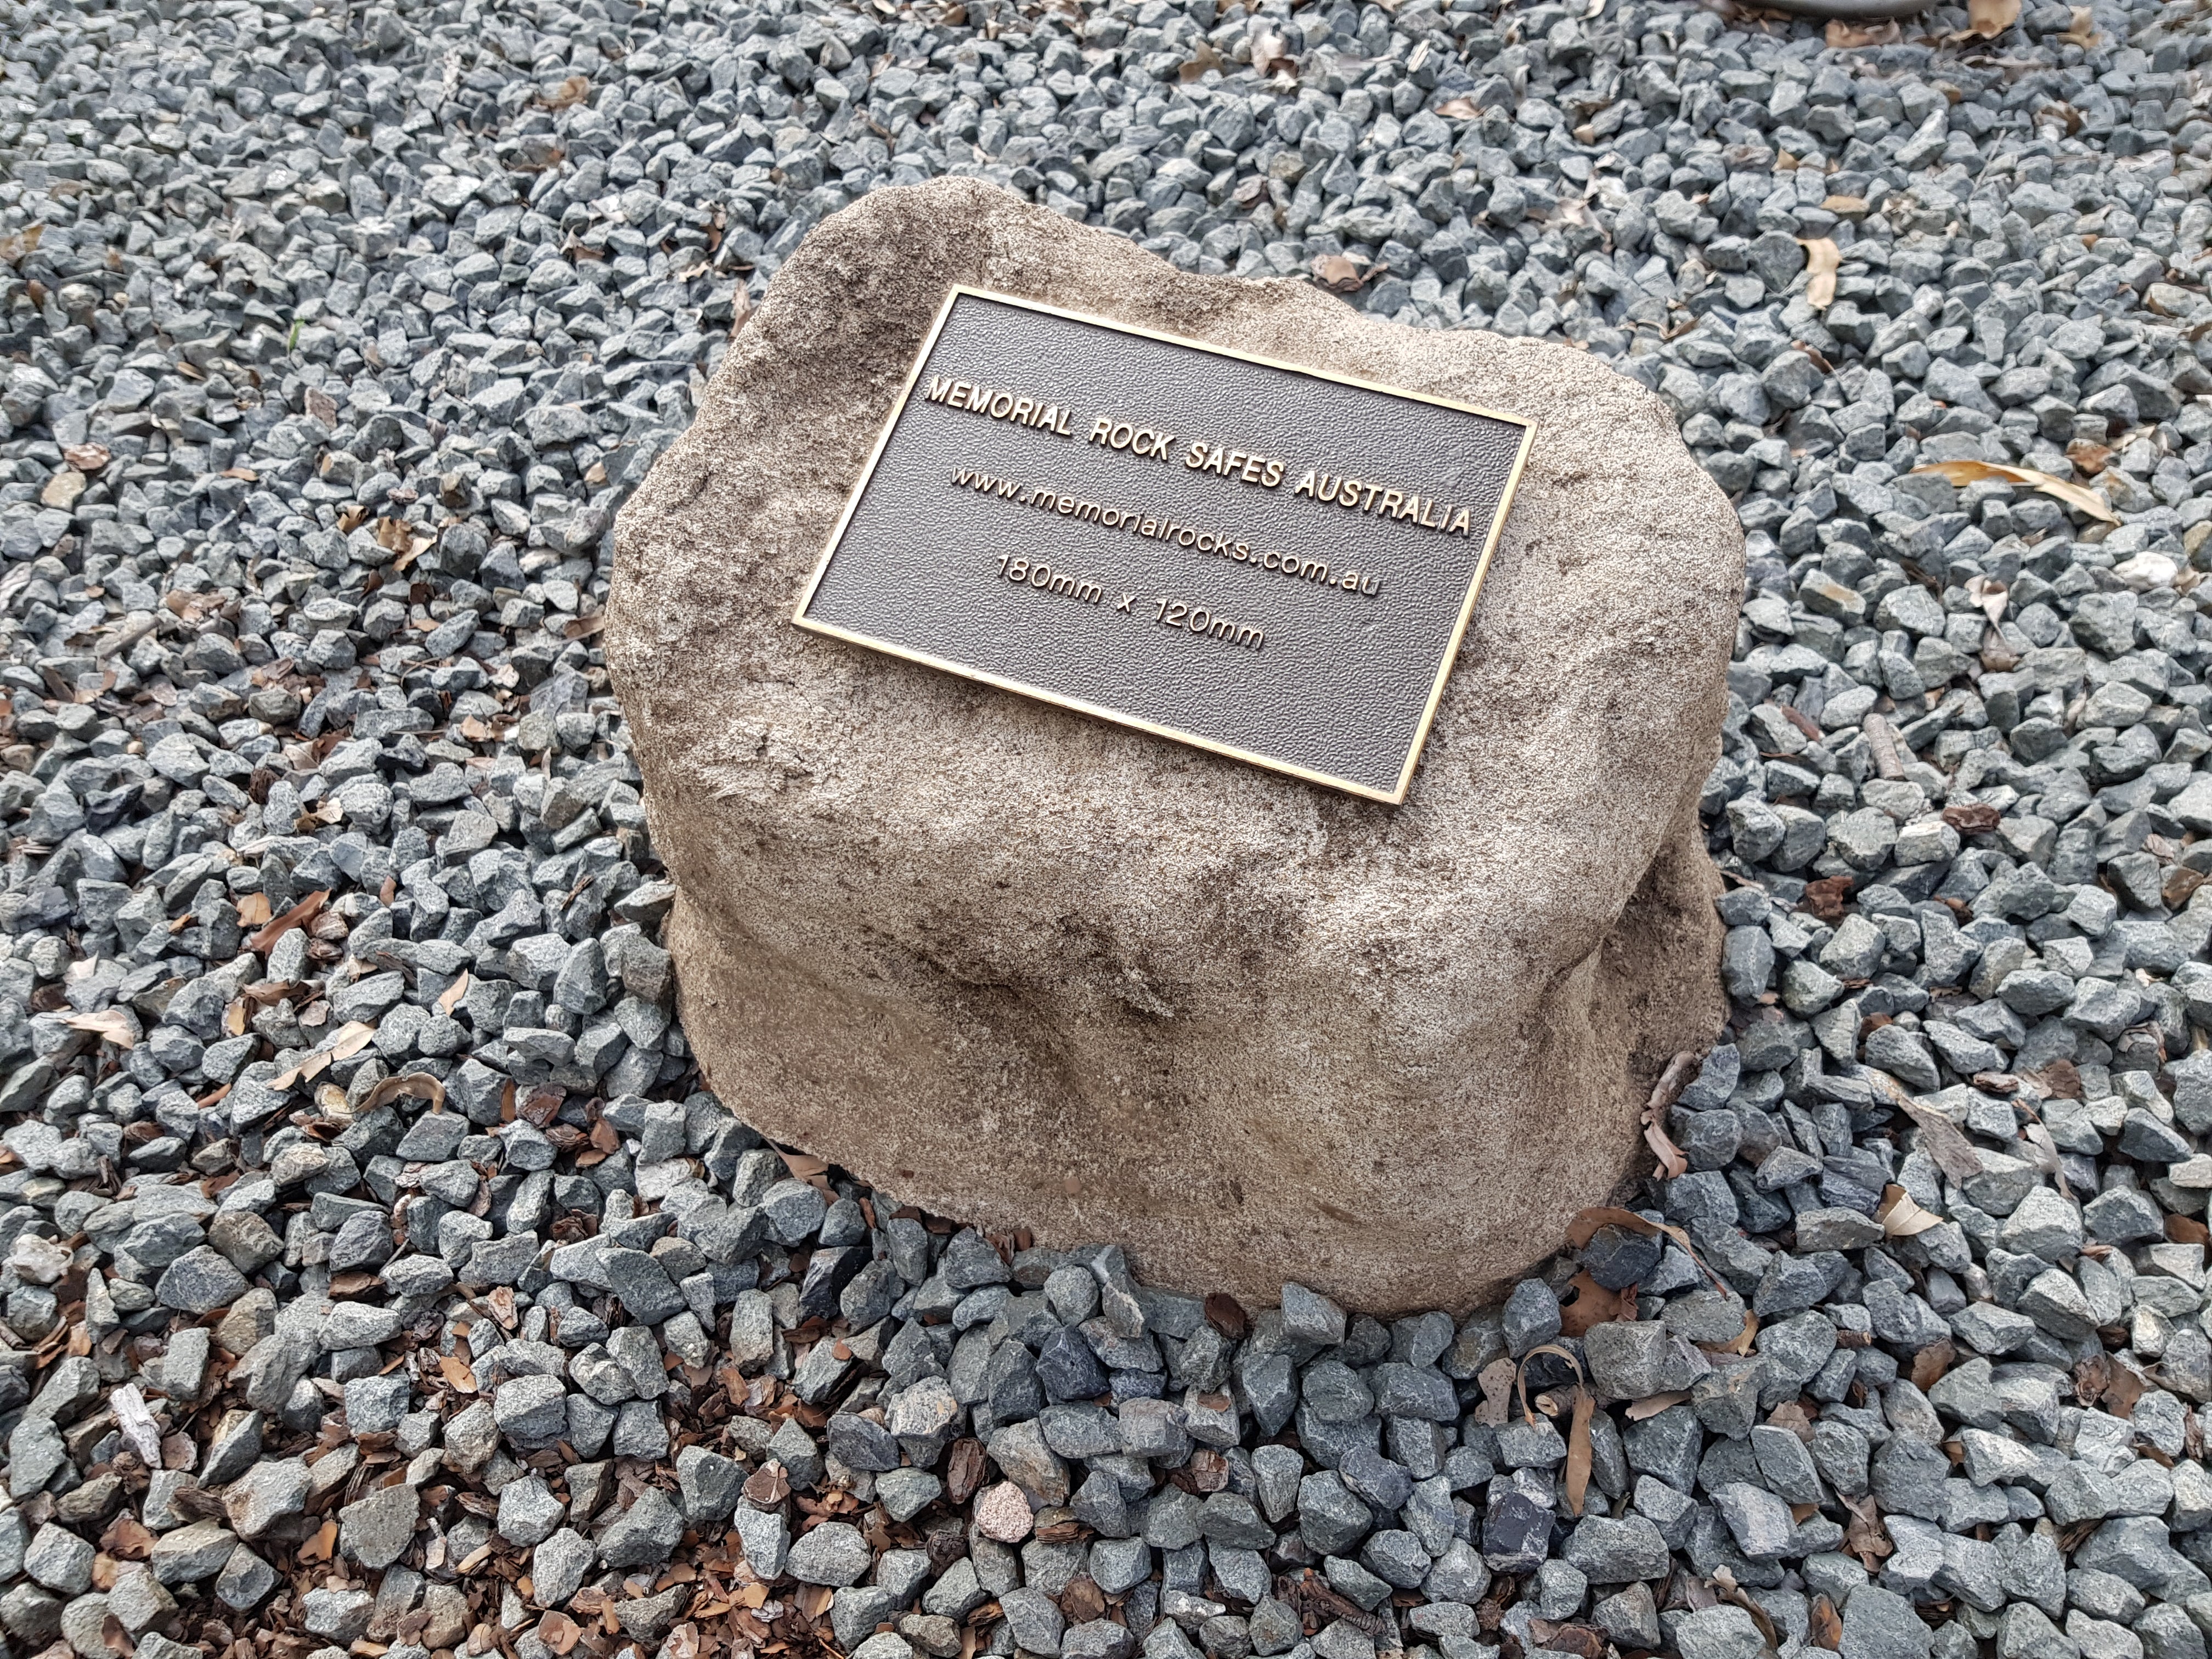 MEMORIAL ROCK SAFES AUSTRALIA
www.memorialrocks.com.au
180mm x 120mm